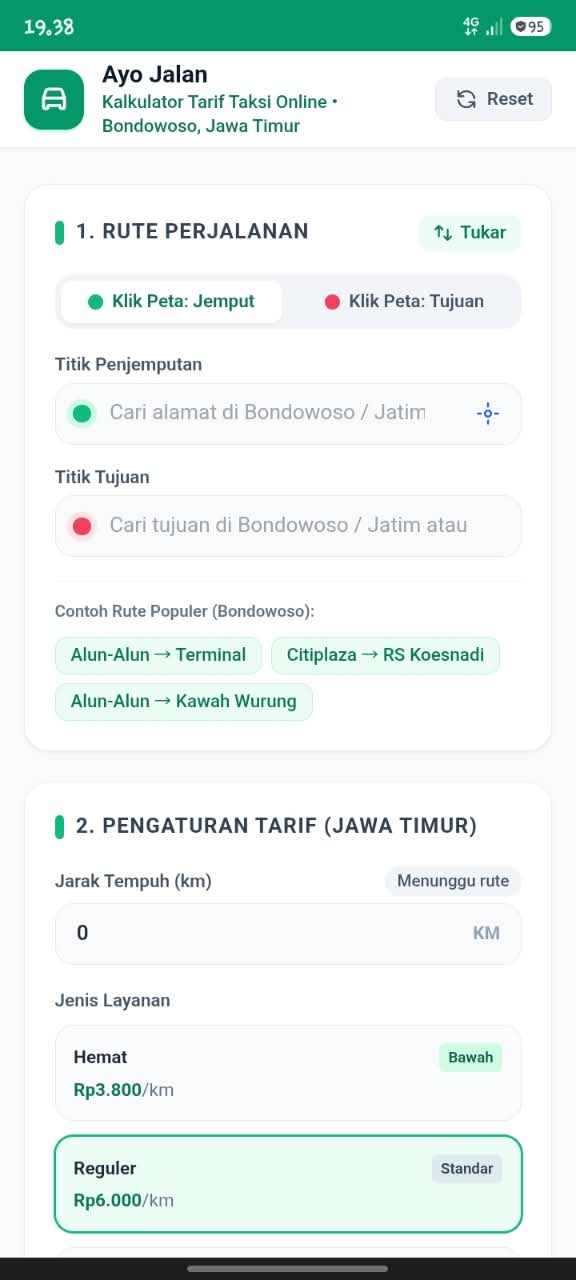 19.38
4G
95
Ayo Jalan
Kalkulator Tarif Taksi Online •
Bondowoso, Jawa Timur
Reset
1. RUTE PERJALANAN
Tukar
Klik Peta: Jemput
Klik Peta: Tujuan
Titik Penjemputan
Cari alamat di Bondowoso / Jatim
Titik Tujuan
Cari tujuan di Bondowoso / Jatim atau
Contoh Rute Populer (Bondowoso):
Alun-Alun → Terminal
Citiplaza → RS Koesnadi
Alun-Alun → Kawah Wurung
2. PENGATURAN TARIF (JAWA TIMUR)
Jarak Tempuh (km)
Menunggu rute
0
KM
Jenis Layanan
Hemat
Bawah
Rp3.800/km
Reguler
Standar
Rp6.000/km